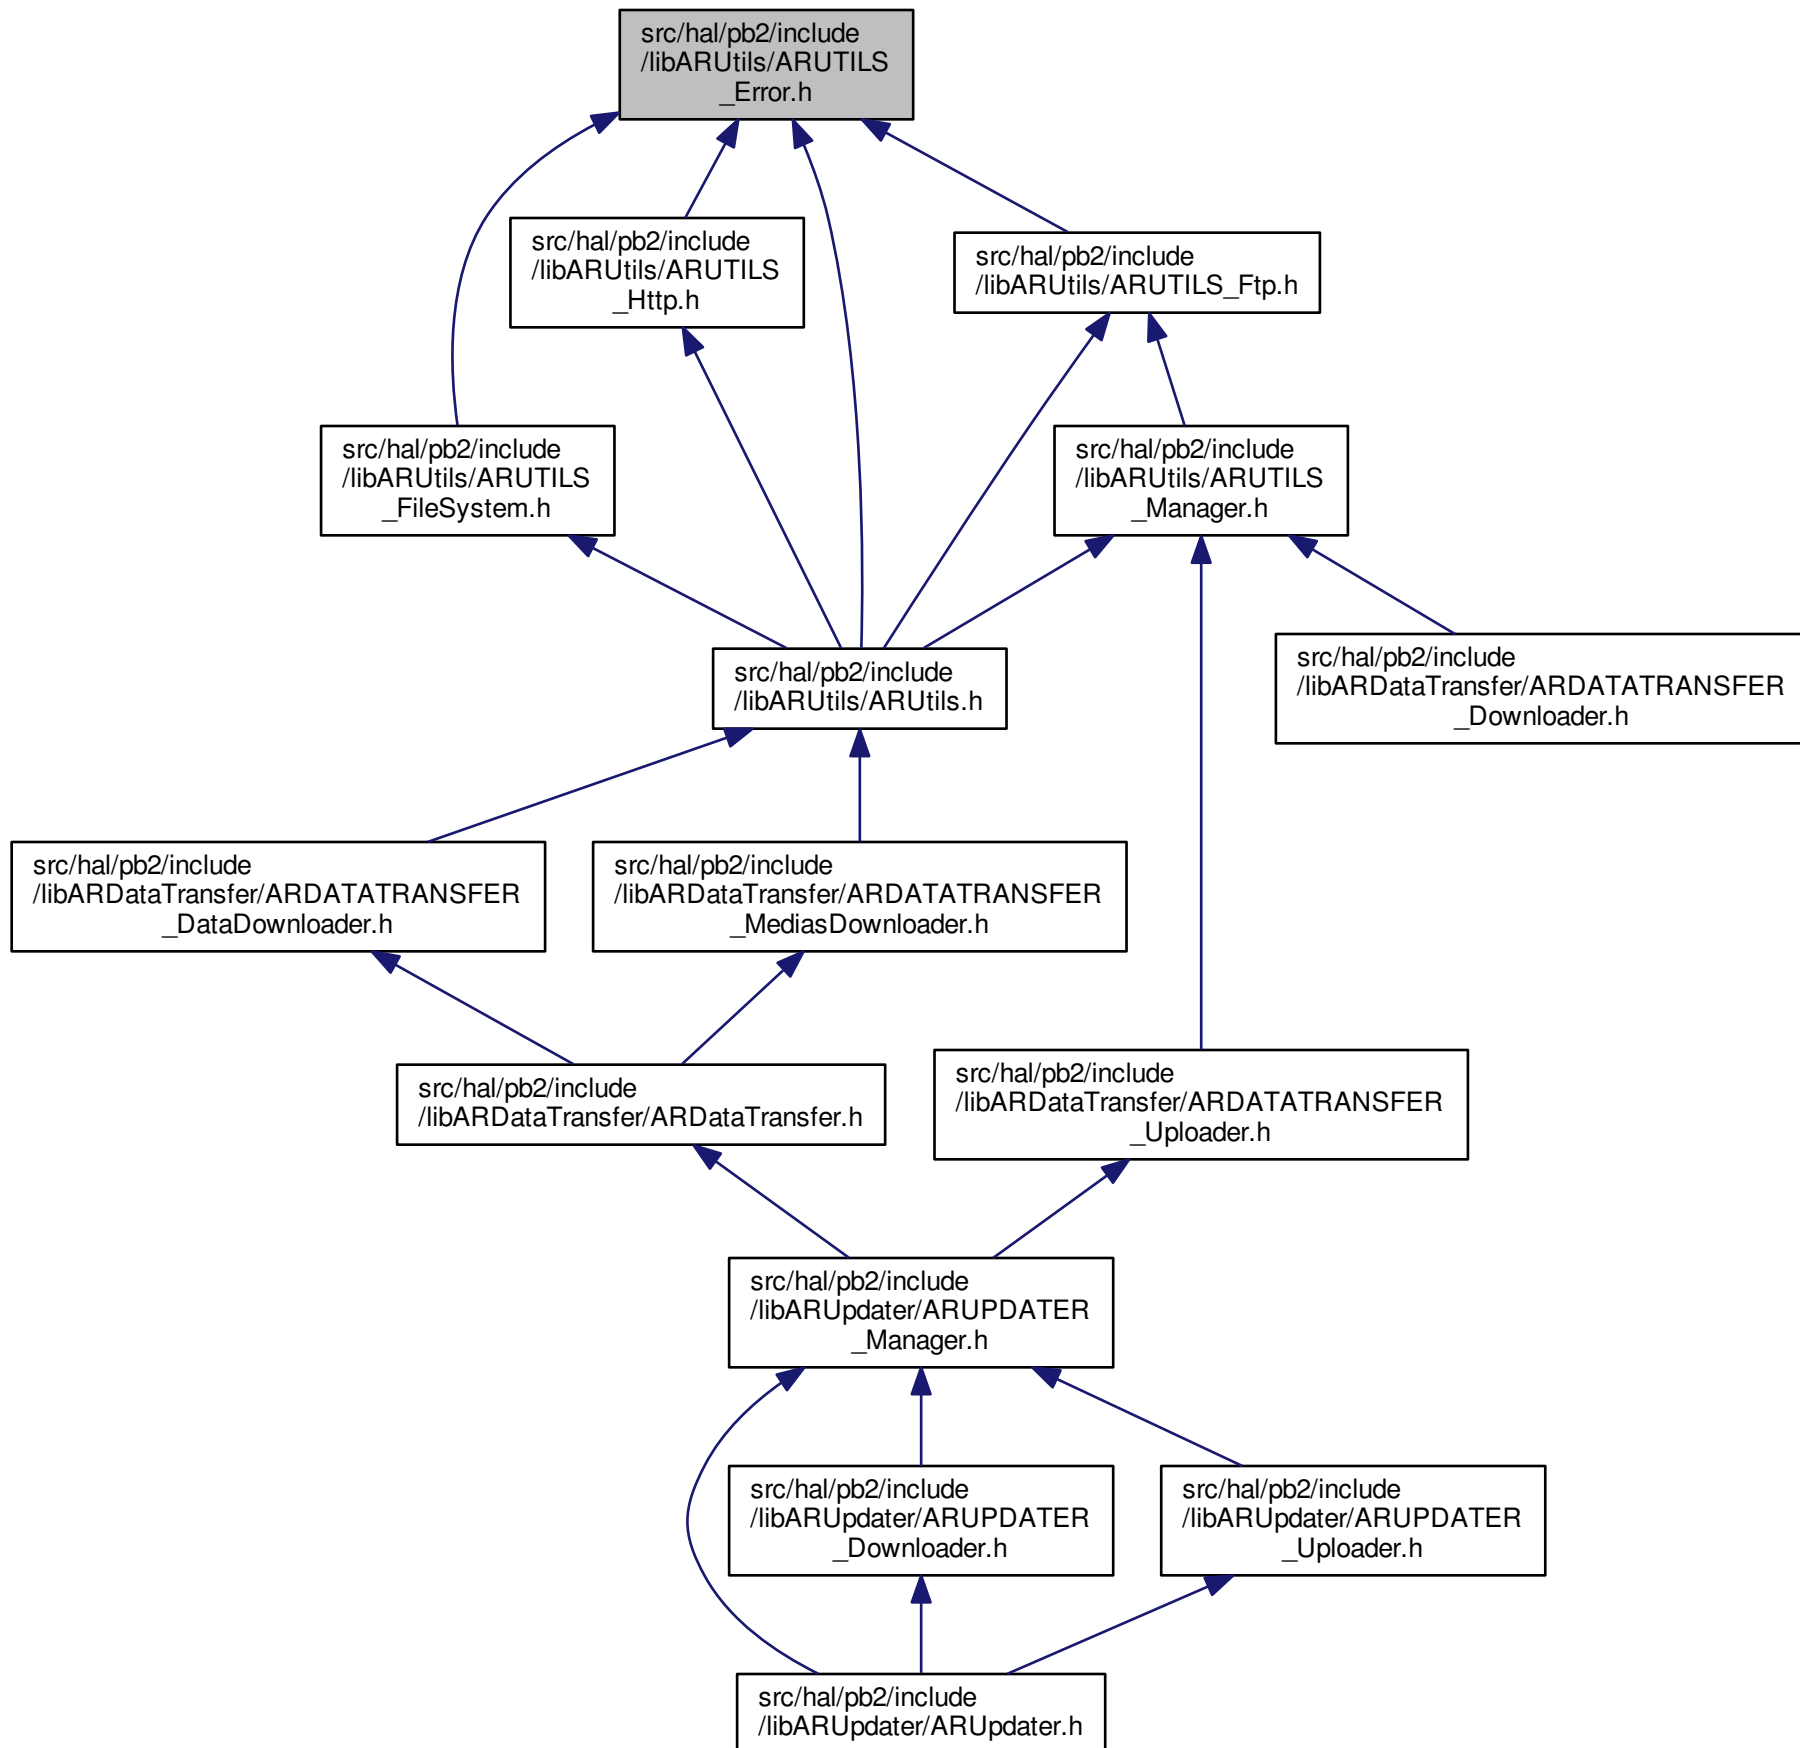 src/hal/pb2/include
/libARUtils/ARUTILS
_Error.h
src/hal/pb2/include
/libARUtils/ARUTILS
_Http.h
src/hal/pb2/include
/libARUtils/ARUTILS_Ftp.h
src/hal/pb2/include
/libARUtils/ARUTILS
_FileSystem.h
src/hal/pb2/include
/libARUtils/ARUTILS
_Manager.h
src/hal/pb2/include
/libARUtils/ARUtils.h
src/hal/pb2/include
/libARDataTransfer/ARDATATRANSFER
_Downloader.h
src/hal/pb2/include
/libARDataTransfer/ARDATATRANSFER
_DataDownloader.h
src/hal/pb2/include
/libARDataTransfer/ARDATATRANSFER
_MediasDownloader.h
src/hal/pb2/include
/libARDataTransfer/ARDataTransfer.h
src/hal/pb2/include
/libARDataTransfer/ARDATATRANSFER
_Uploader.h
src/hal/pb2/include
/libARUpdater/ARUPDATER
_Manager.h
src/hal/pb2/include
/libARUpdater/ARUPDATER
_Downloader.h
src/hal/pb2/include
/libARUpdater/ARUPDATER
_Uploader.h
src/hal/pb2/include
/libARUpdater/ARUpdater.h